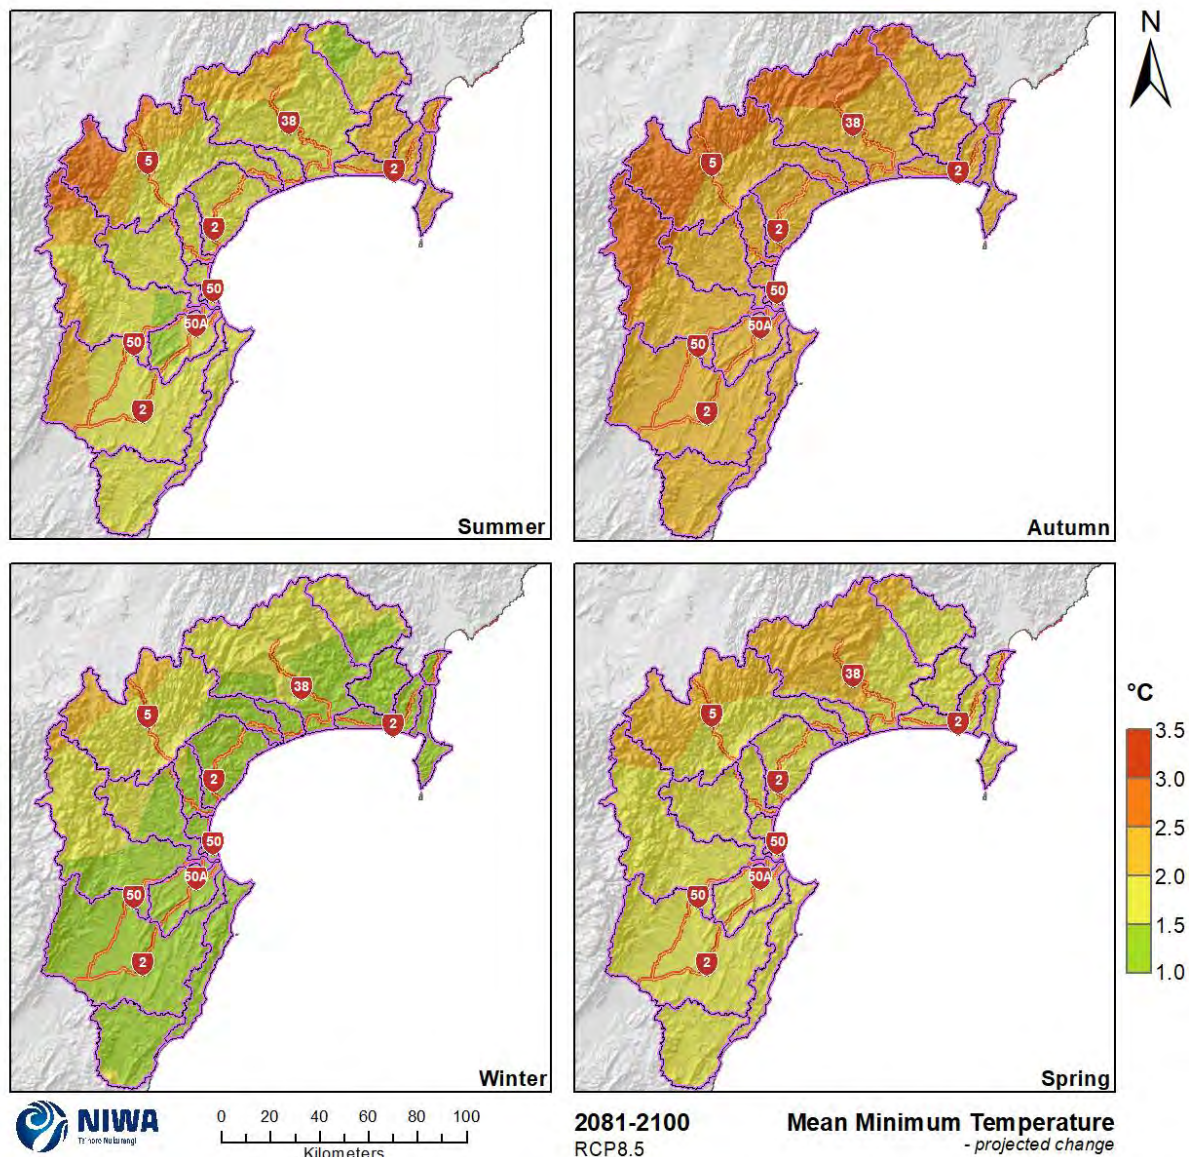 N
38
5
2
2
50
50A
50
2
Summer
38
5
2
2
50
50A
50
2
Autumn
38
5
2
2
50
50A
50
2
Winter
38
5
2
2
50
50A
50
2
Spring
°C
3.5
3.0
2.5
2.0
1.5
1.0
NIWA
Taihoro Nukurangi
0 20 40 60 80 100
Kilometers
2081-2100
RCP8.5
Mean Minimum Temperature
- projected change